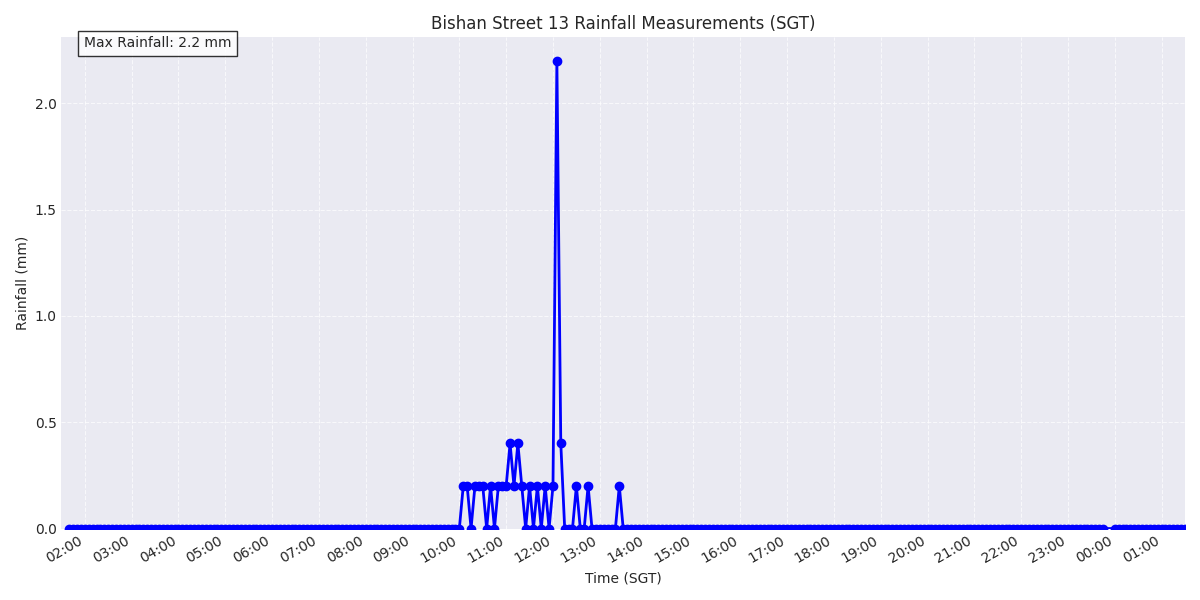 Bishan Street 13 Rainfall Measurements (SGT)
Max Rainfall: 2.2 mm
2.0
1.5
1.0
0.5
0.0
Rainfall (mm)
02:00 03:00 04:00 05:00 06:00 07:00 08:00 09:00 10:00 11:00 12:00 13:00 14:00 15:00 16:00 17:00 18:00 19:00 20:00 21:00 22:00 23:00 00:00 01:00
Time (SGT)